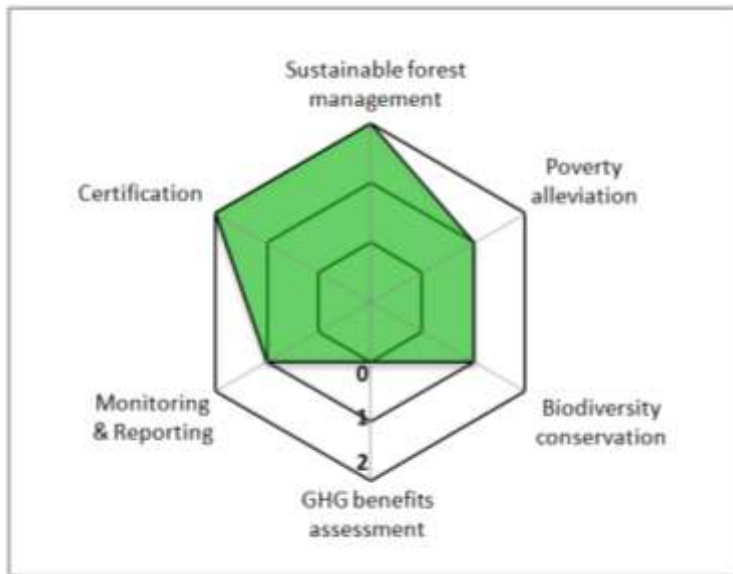 Sustainable forest
management
Poverty
alleviation
Certification
0
1
2
Monitoring
& Reporting
Biodiversity
conservation
GHG benefits
assessment